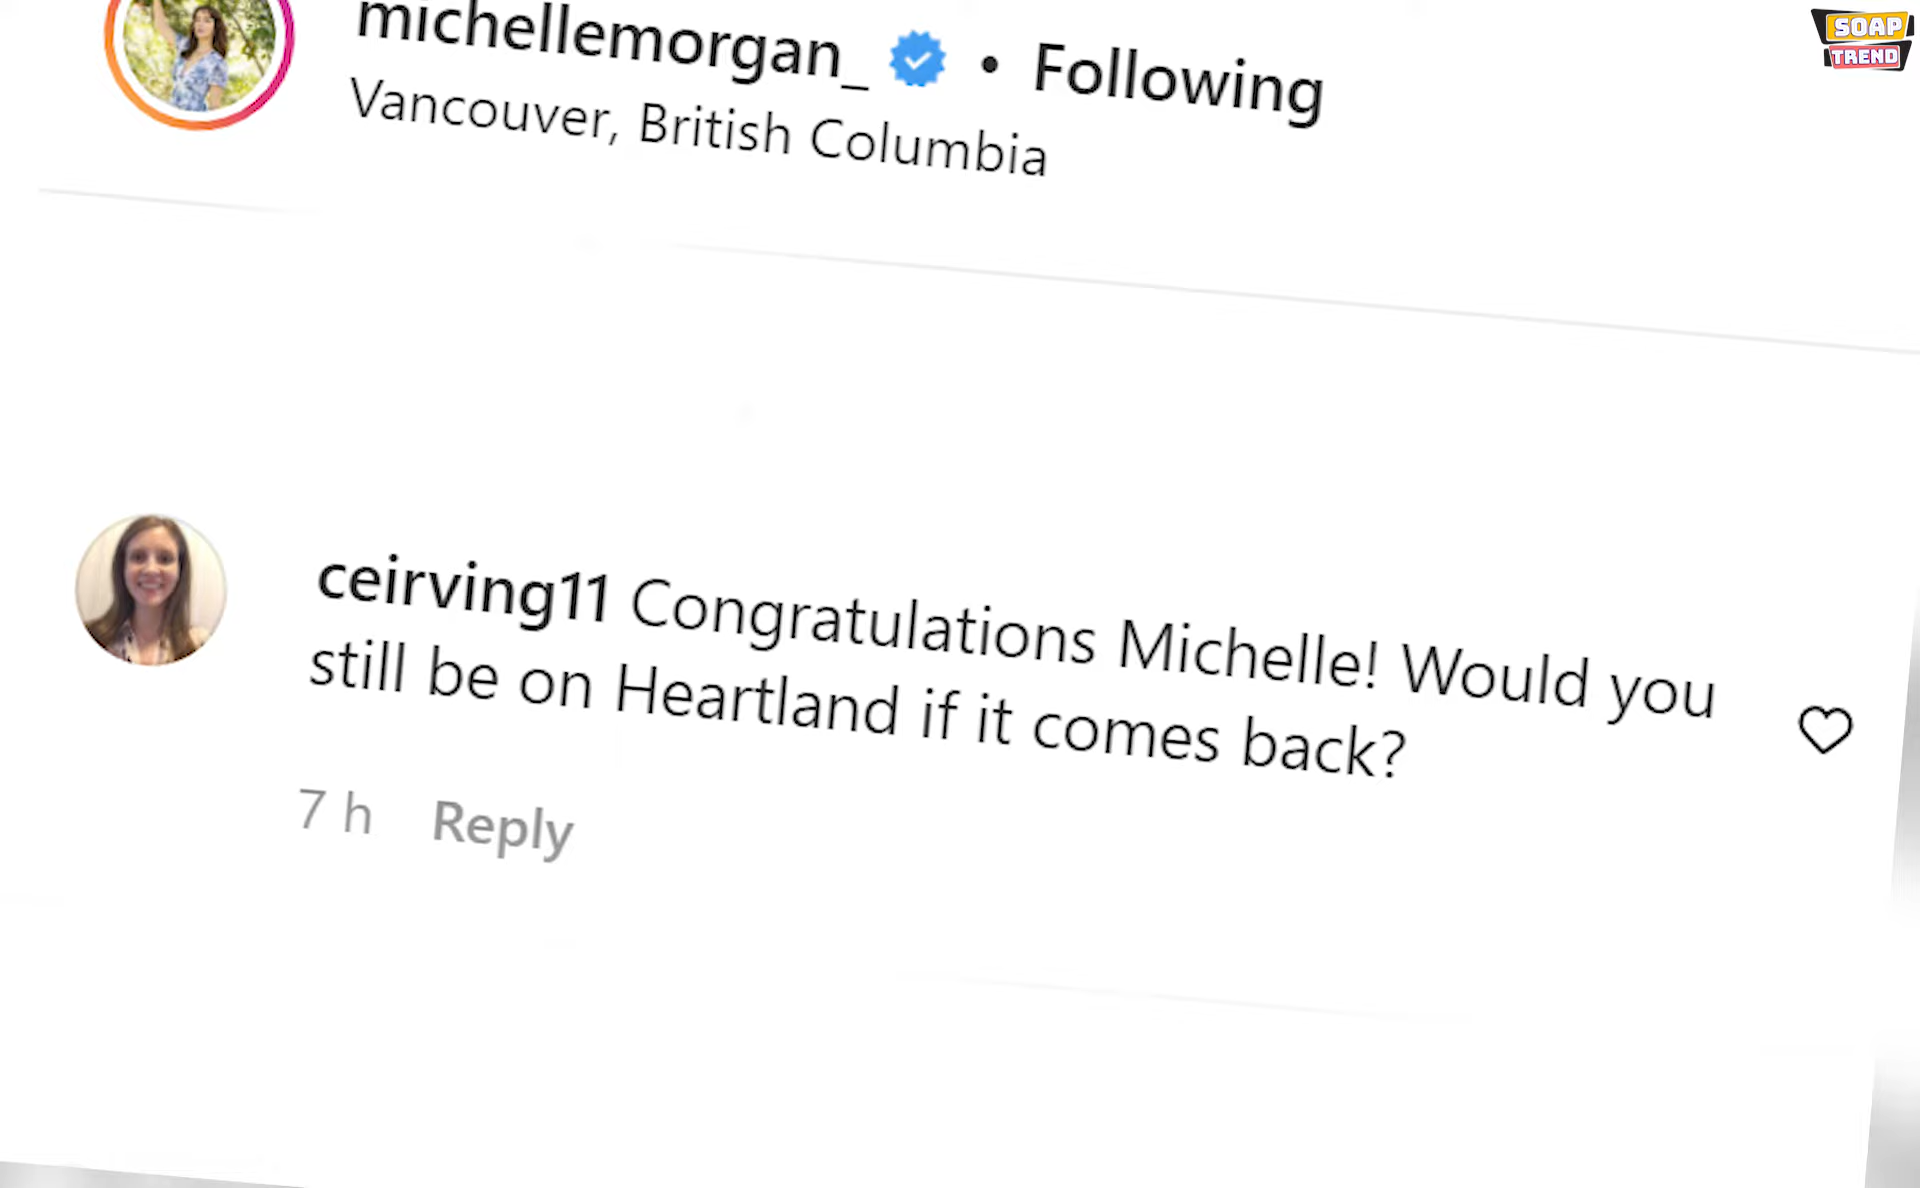 michellemorgan_ • Following
Vancouver, British Columbia
SOAP
TREND
ceirving11 Congratulations Michelle! Would you
still be on Heartland if it comes back?
7 h Reply